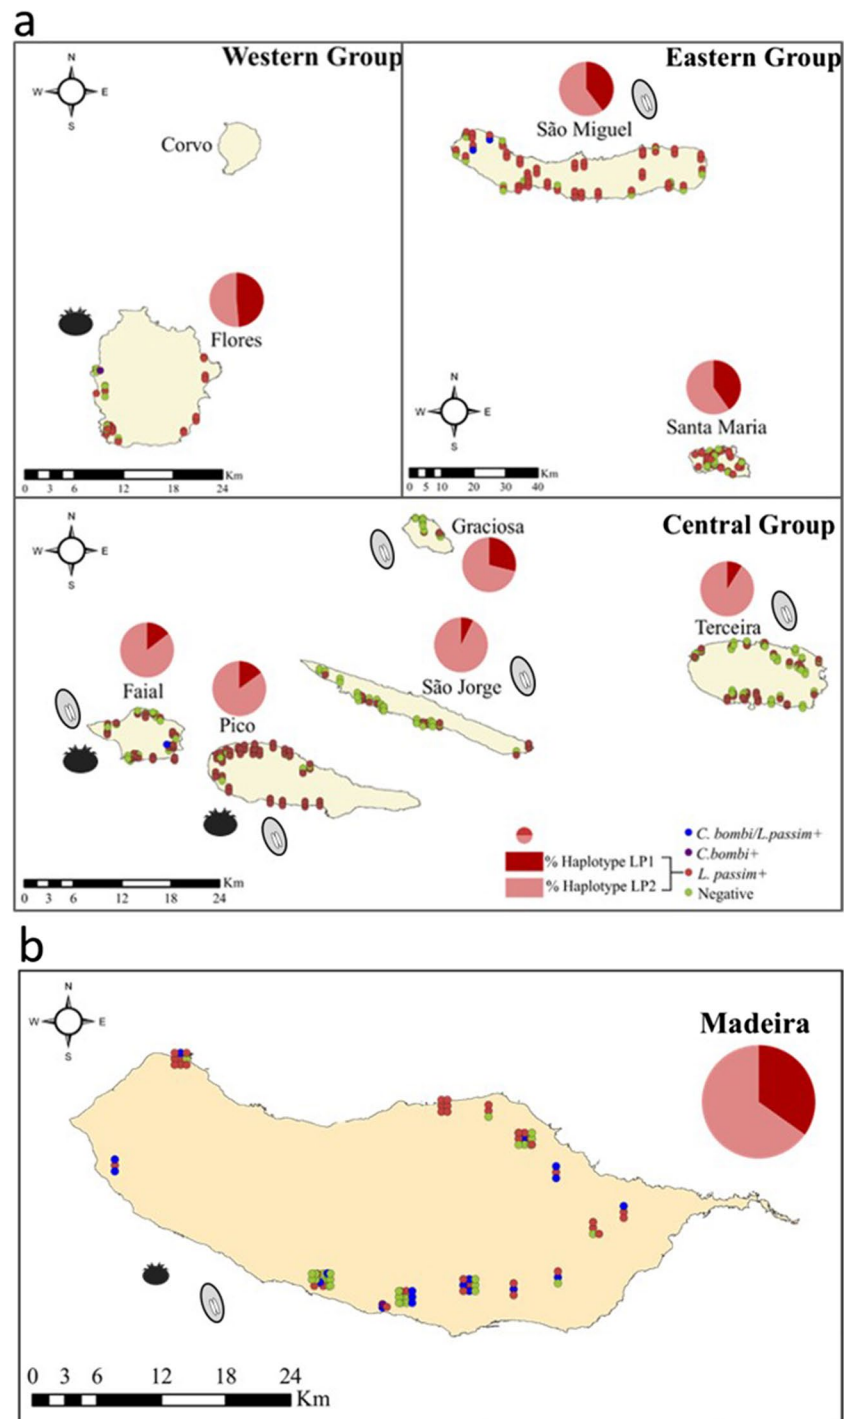 a
Western Group
Eastern Group
N
W E
S
São Miguel
Corvo
Flores
N
W E
S
Santa Maria
Km
0 3 6 12 18 24
Km
0 5 10 20 30 40
N
W E
S
Graciosa
Central Group
Terceira
Faial
São Jorge
Pico
C. bombi/L.passim+
% Haplotype LP1
C.bombi+
L. passim+
% Haplotype LP2
Negative
Km
0 3 6 12 18 24
b
N
W E
S
Madeira
0 3 6 12 18 24
Km